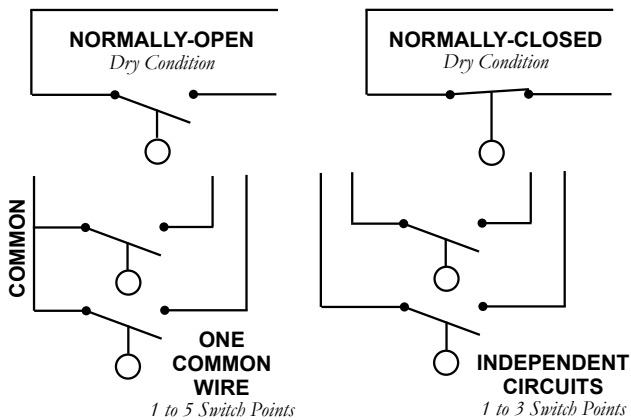 NORMALLY-OPEN
Dry Condition
NORMALLY-CLOSED
Dry Condition
COMMON
ONE
COMMON
WIRE
1 to 5 Switch Points
INDEPENDENT
CIRCUITS
1 to 3 Switch Points